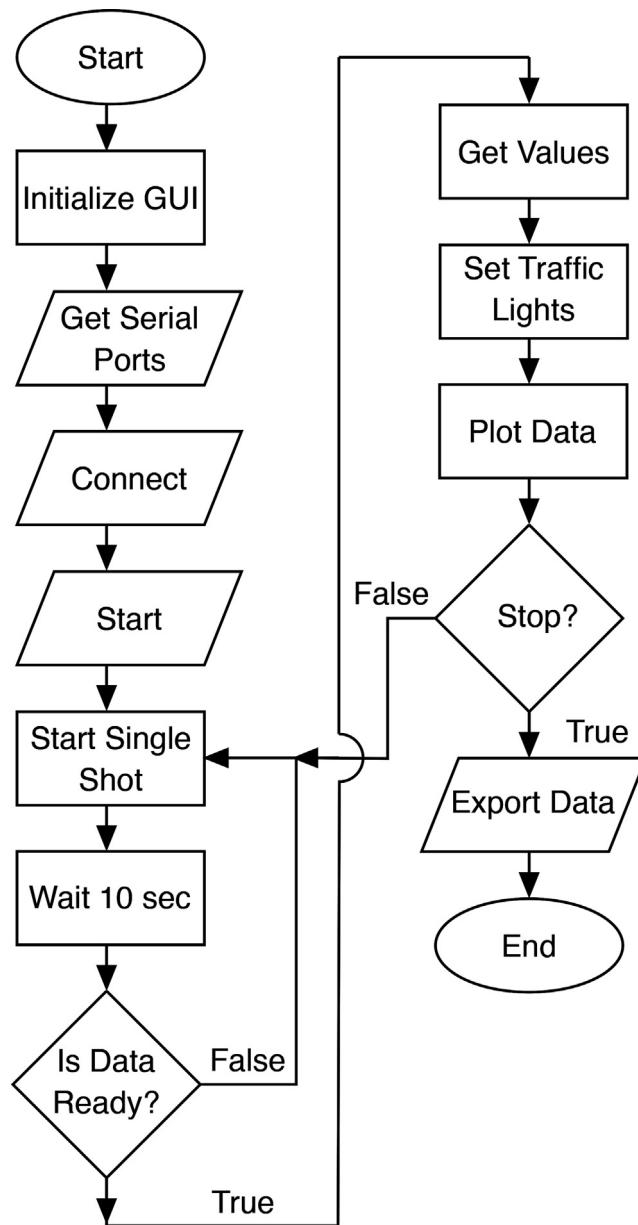 Start
Initialize GUI
Get Serial
Ports
Connect
Start
Start Single
Shot
Wait 10 sec
Is Data
Ready?
False
True
Get Values
Set Traffic
Lights
Plot Data
Stop?
False
True
Export Data
End